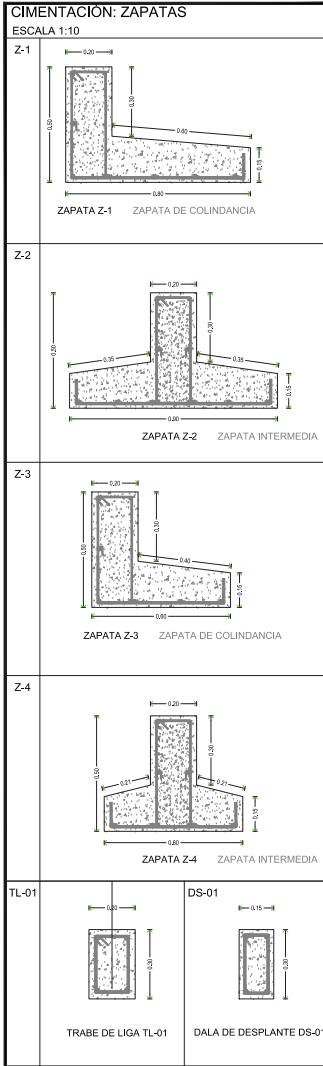 CIMENTACIÓN: ZAPATAS
ESCALA 1:10
Z-1
0.20
0.50
0.30
0.60
0.15
0.80
ZAPATA Z-1 ZAPATA DE COLINDANCIA
Z-2
0.20
0.50
0.30
0.35
0.35
0.15
0.90
ZAPATA Z-2 ZAPATA INTERMEDIA
Z-3
0.20
0.50
0.30
0.40
0.15
0.60
ZAPATA Z-3 ZAPATA DE COLINDANCIA
Z-4
0.20
0.50
0.30
0.21
0.21
0.15
0.60
ZAPATA Z-4 ZAPATA INTERMEDIA
TL-01
0.20
0.30
TRABE DE LIGA TL-01
DS-01
0.15
0.30
DALA DE DESPLANTE DS-01